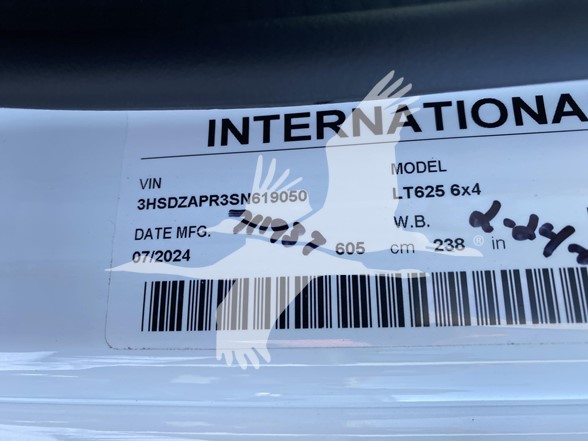 INTERNATIONA
VIN
MODEL
3HSDZAPR3SN619050
LT625 6x4
DATE MFG.
W.B.
07/2024
605 cm 238 in